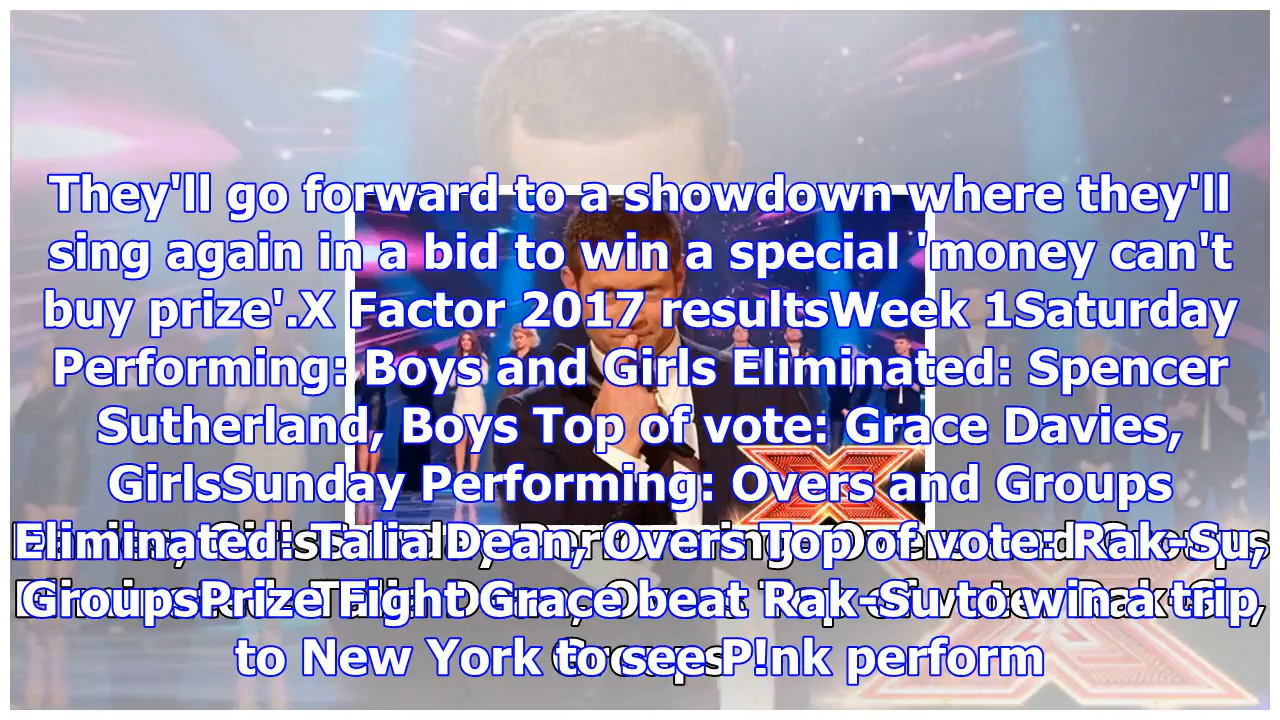 They'll go forward to a showdown where they'll
sing again in a bid to win a special 'money can't
buy prize'.X Factor 2017 resultsWeek 1Saturday
Performing: Boys and Girls Eliminated: Spencer
Sutherland, Boys Top of vote: Grace Davies,
GirlsSunday Performing: Overs and Groups
Eliminated: Talia Dean, Overs Top of vote: Rak-Su,
GroupsPrize Fight Grace beat Rak-Su to win a trip
to New York to see P!nk perform